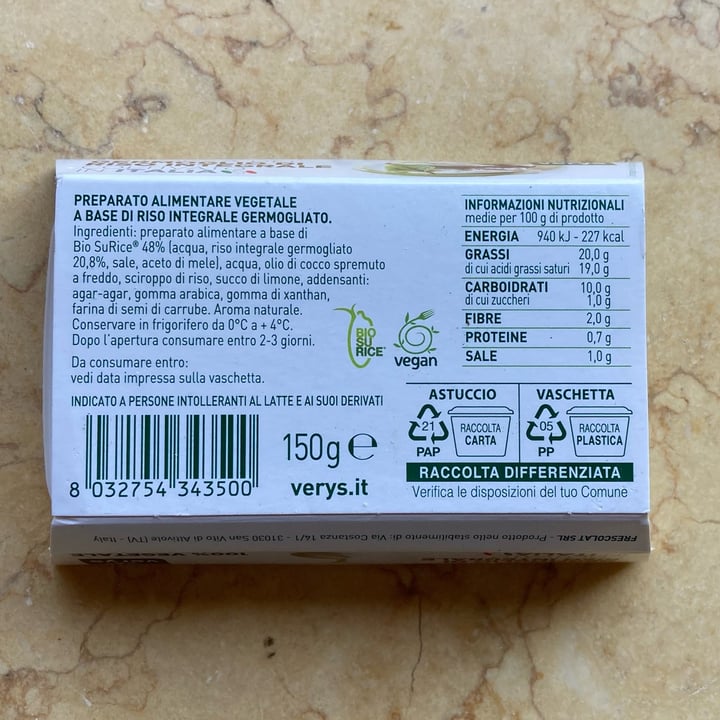 RISO INTEGRALE
ITALIA
PREPARATO ALIMENTARE VEGETALE
A BASE DI RISO INTEGRALE GERMOGLIATO.
Ingredienti: preparato alimentare a base di
Bio SuRice® 48% (acqua, riso integrale germogliato
20,8%, sale, aceto di mele), acqua, olio di cocco spremuto
a freddo, sciroppo di riso, succo di limone, addensanti:
agar-agar, gomma arabica, gomma di xanthan,
farina di semi di carrube. Aroma naturale.
Conservare in frigorifero da 0°C a + 4°C.
Dopo l'apertura consumare entro 2-3 giorni.
Da consumare entro:
vedi data impressa sulla vaschetta.
INDICATO A PERSONE INTOLLERANTI AL LATTE E AI SUOI DERIVATI
8 032754 343500
150g e
verys.it
BIO
SU
RICE®
vegan
INFORMAZIONI NUTRIZIONALI
medie per 100 g di prodotto
ENERGIA 940 kJ - 227 kcal
GRASSI 20,0 g
di cui acidi grassi saturi 19,0 g
CARBOIDRATI 10,0 g
di cui zuccheri 1,0 g
FIBRE 2,0 g
PROTEINE 0,7 g
SALE 1,0 g
ASTUCCIO
21
PAP
RACCOLTA
CARTA
VASCHETTA
05
PP
RACCOLTA
PLASTICA
RACCOLTA DIFFERENZIATA
Verifica le disposizioni del tuo Comune
FRESCOLAT SRL - Prodotto nello stabilimento di: Via Costanza 14/1 - 31030 San Vito di Altivole (TV) - Italy
100% VEGETALE